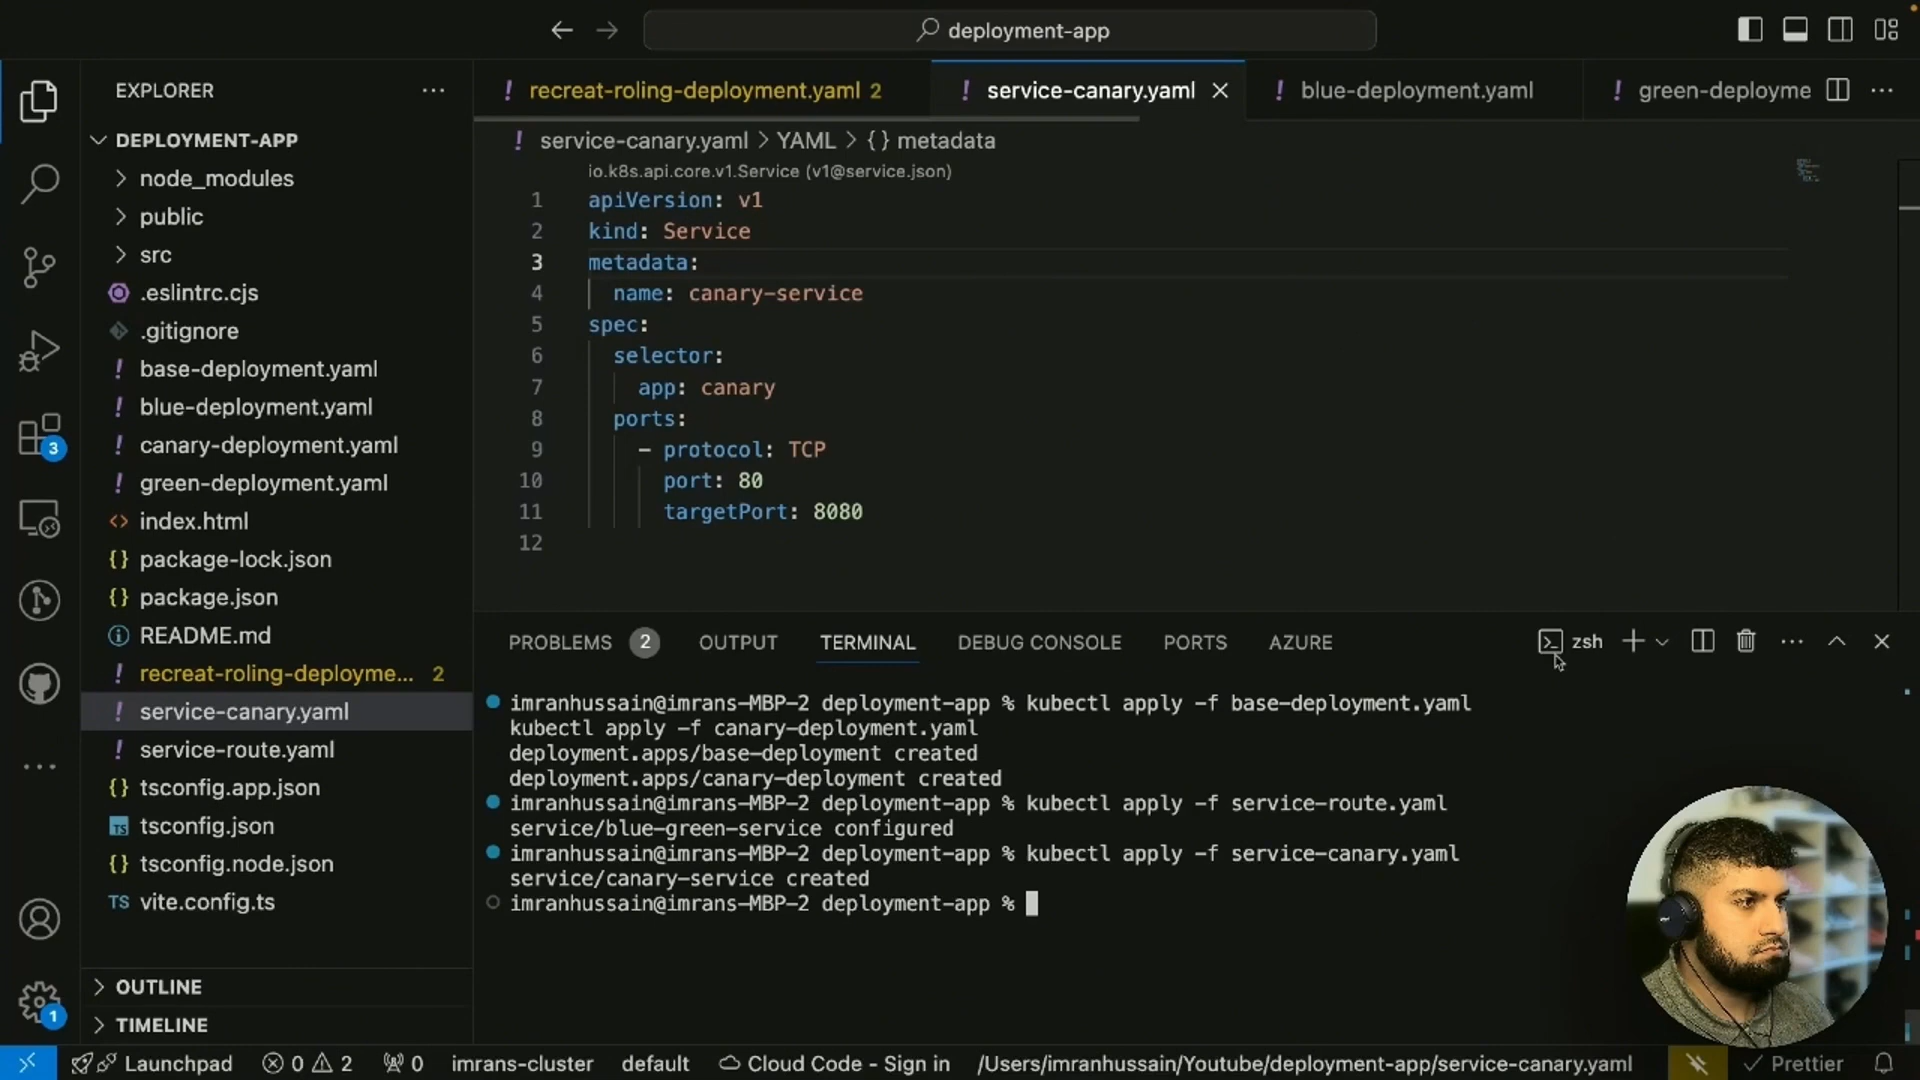 deployment-app
EXPLORER
DEPLOYMENT-APP
node_modules
public
src
.eslintrc.cjs
.gitignore
base-deployment.yaml
blue-deployment.yaml
canary-deployment.yaml
green-deployment.yaml
index.html
package-lock.json
package.json
README.md
recreat-roling-deployme... 2
service-canary.yaml
service-route.yaml
tsconfig.app.json
tsconfig.json
tsconfig.node.json
vite.config.ts
OUTLINE
TIMELINE
3
1
recreat-roling-deployment.yaml 2
service-canary.yaml
blue-deployment.yaml
green-deployme
service-canary.yaml > YAML > {} metadata
io.k8s.api.core.v1.Service (v1@service.json)
1 apiVersion: v1
2 kind: Service
3 metadata:
4 name: canary-service
5 spec:
6 selector:
7 app: canary
8 ports:
9 - protocol: TCP
10 port: 80
11 targetPort: 8080
12
PROBLEMS 2 OUTPUT TERMINAL DEBUG CONSOLE PORTS AZURE
zsh
imranhussain@imrans-MBP-2 deployment-app % kubectl apply -f base-deployment.yaml
kubectl apply -f canary-deployment.yaml
deployment.apps/base-deployment created
deployment.apps/canary-deployment created
imranhussain@imrans-MBP-2 deployment-app % kubectl apply -f service-route.yaml
service/blue-green-service configured
imranhussain@imrans-MBP-2 deployment-app % kubectl apply -f service-canary.yaml
service/canary-service created
imranhussain@imrans-MBP-2 deployment-app %
Launchpad 0 2 0 imrans-cluster default Cloud Code - Sign in /Users/imranhussain/Youtube/deployment-app/service-canary.yaml Prettier